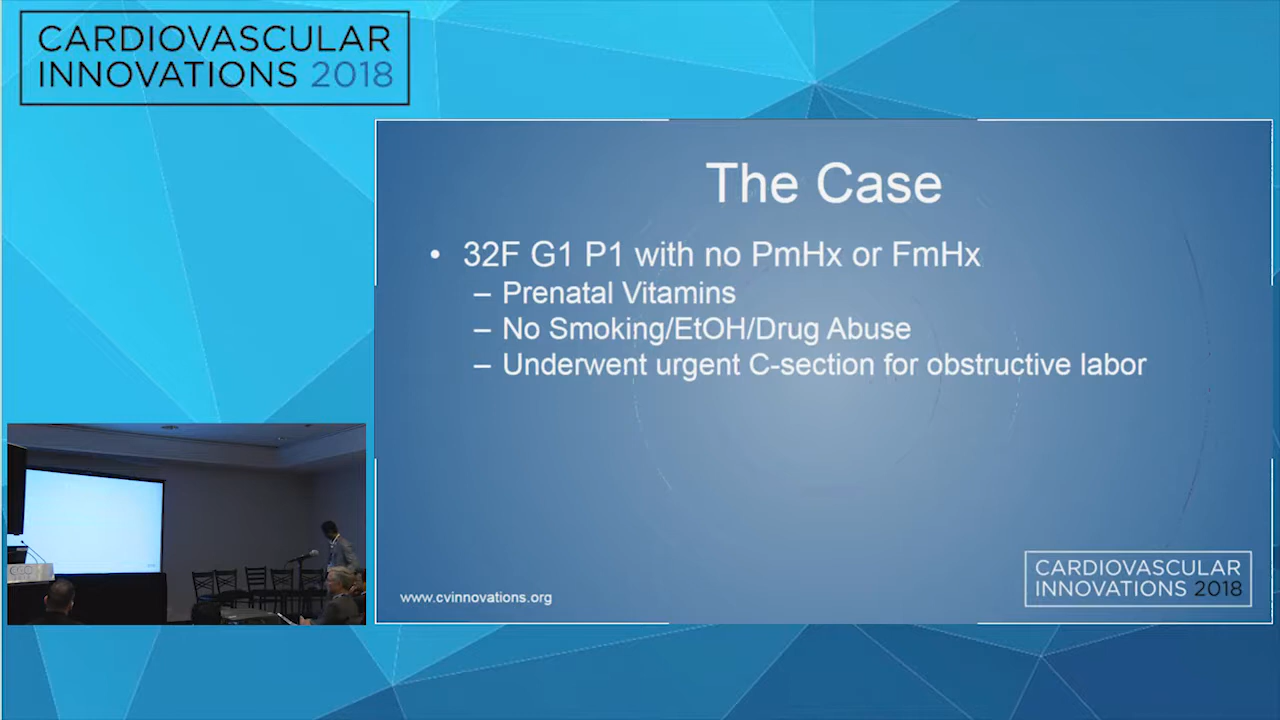 CARDIOVASCULAR
INNOVATIONS 2018
The Case
• 32F G1 P1 with no PmHx or FmHx
– Prenatal Vitamins
– No Smoking/EtOH/Drug Abuse
– Underwent urgent C-section for obstructive labor
www.cvinnovations.org
CARDIOVASCULAR
INNOVATIONS 2018